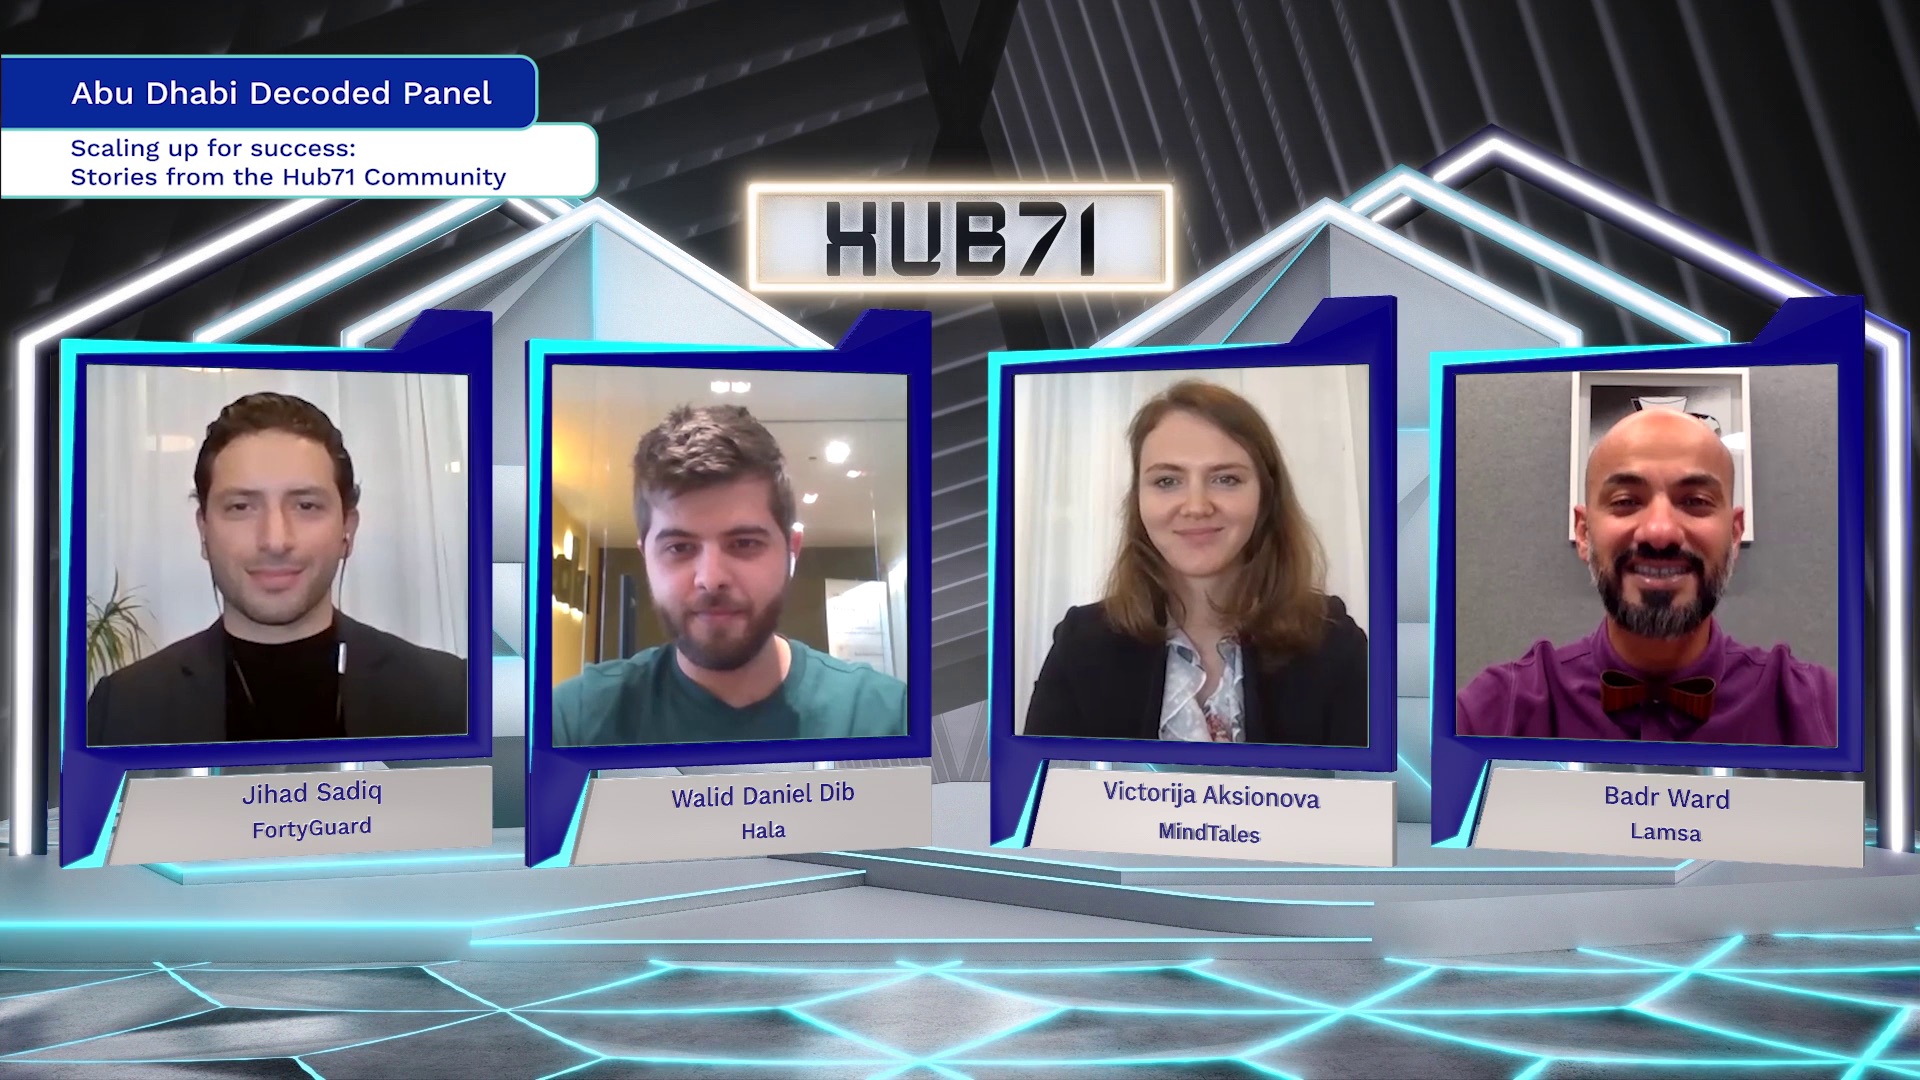 Abu Dhabi Decoded Panel
Scaling up for success:
Stories from the Hub71 Community
HUB71
Jihad Sadiq
FortyGuard
Walid Daniel Dib
Hala
Victorija Aksionova
MindTales
Badr Ward
Lamsa